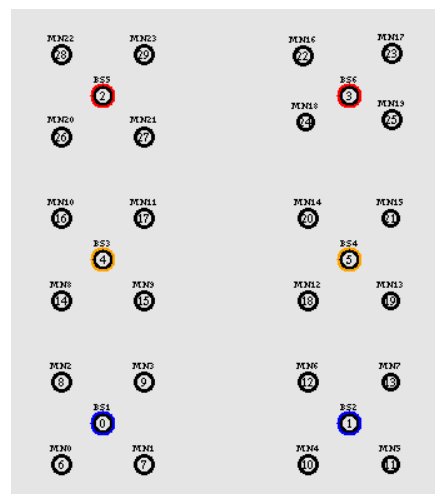 MN22 MN23 MN16 MN17
28 29 22 23
BS5 BS6
2 3
MN20 MN21 MN18 MN19
26 27 24 25
MN10 MN11 MN14 MN15
16 17 20 21
BS3 BS4
4 5
MN8 MN9 MN12 MN13
14 15 18 19
MN2 MN3 MN6 MN7
8 9 12 13
BS1 BS2
0 1
MN0 MN1 MN4 MN5
6 7 10 11